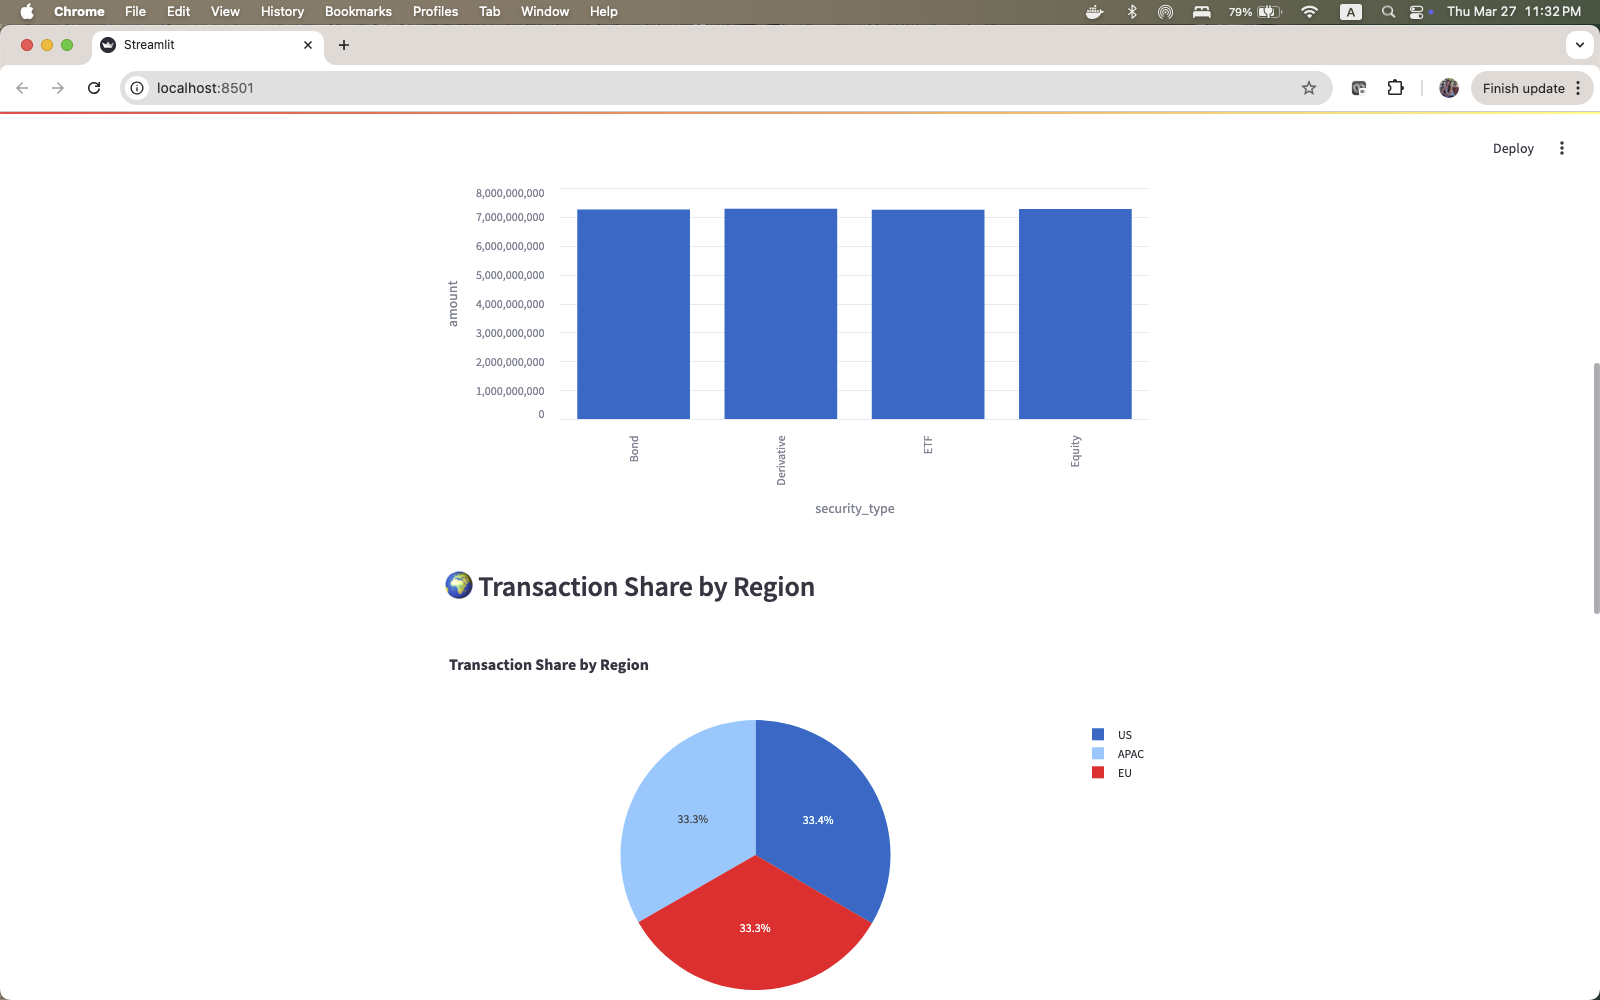 Chrome File Edit View History Bookmarks Profiles Tab Window Help 79% A Thu Mar 27 11:32 PM
Streamlit
localhost:8501 Finish update
Deploy
8,000,000,000
7,000,000,000
6,000,000,000
5,000,000,000
4,000,000,000
3,000,000,000
2,000,000,000
1,000,000,000
0
amount
Bond Derivative ETF Equity
security_type
Transaction Share by Region
Transaction Share by Region
US
APAC
EU
33.3% 33.4%
33.3%